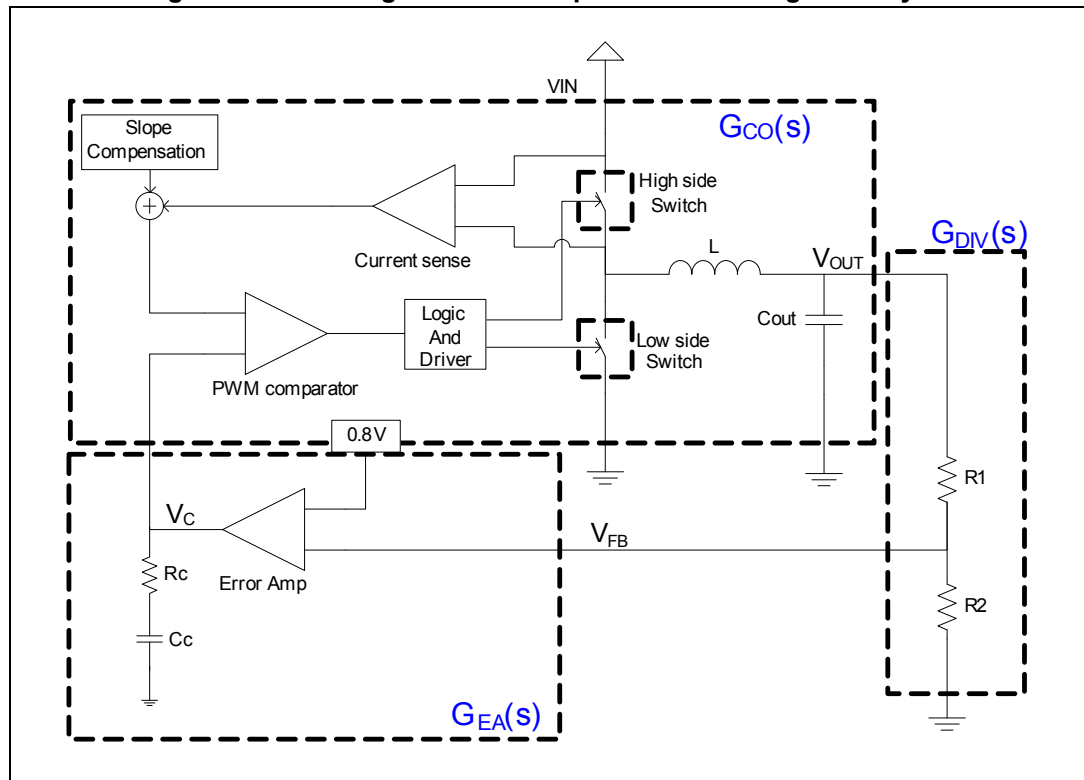 VIN
GCO(s)
Slope
Compensation
+
High side
Switch
Current sense
GDIV(s)
L
VOUT
Cout
Logic
And
Driver
Low side
Switch
PWM comparator
0.8V
R1
VC
VFB
Rc
Error Amp
R2
Cc
GEA(s)